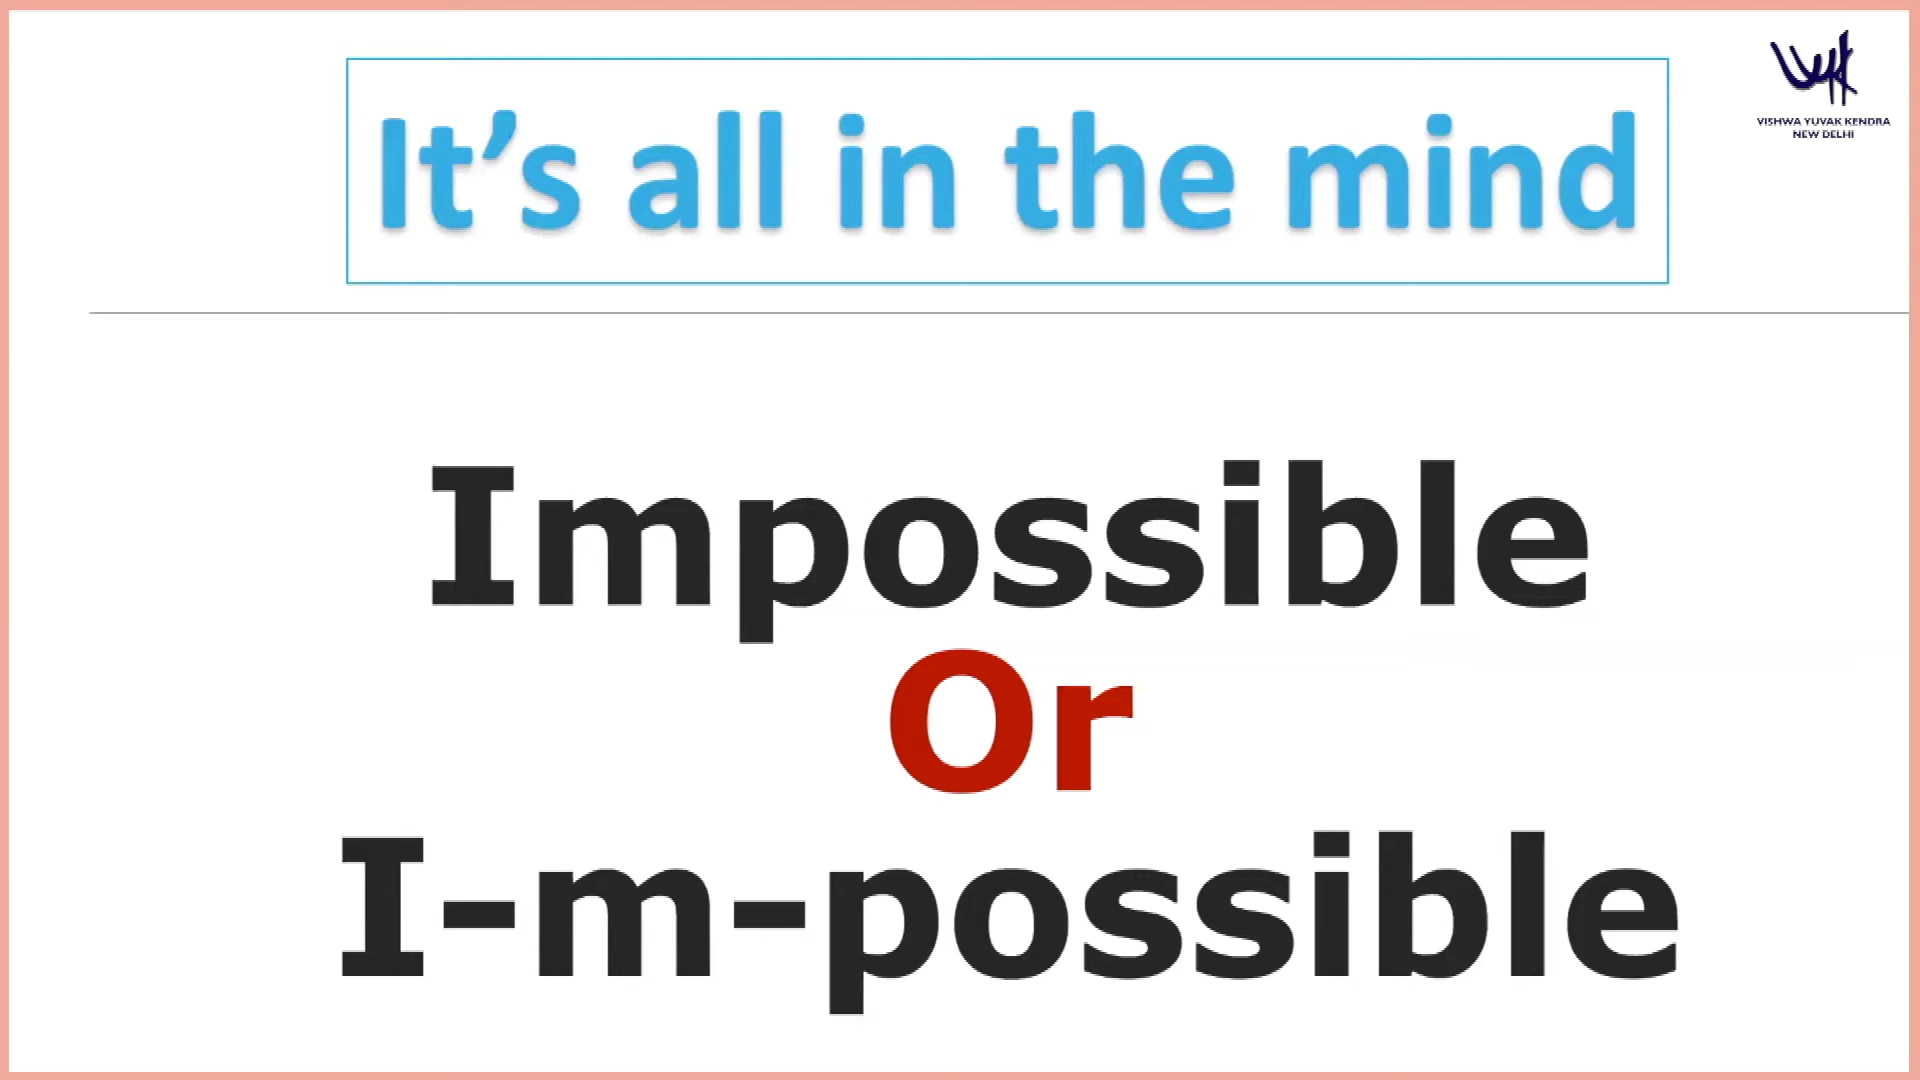 It’s all in the mind
VISHWA YUVAK KENDRA
NEW DELHI
Impossible
Or
I-m-possible